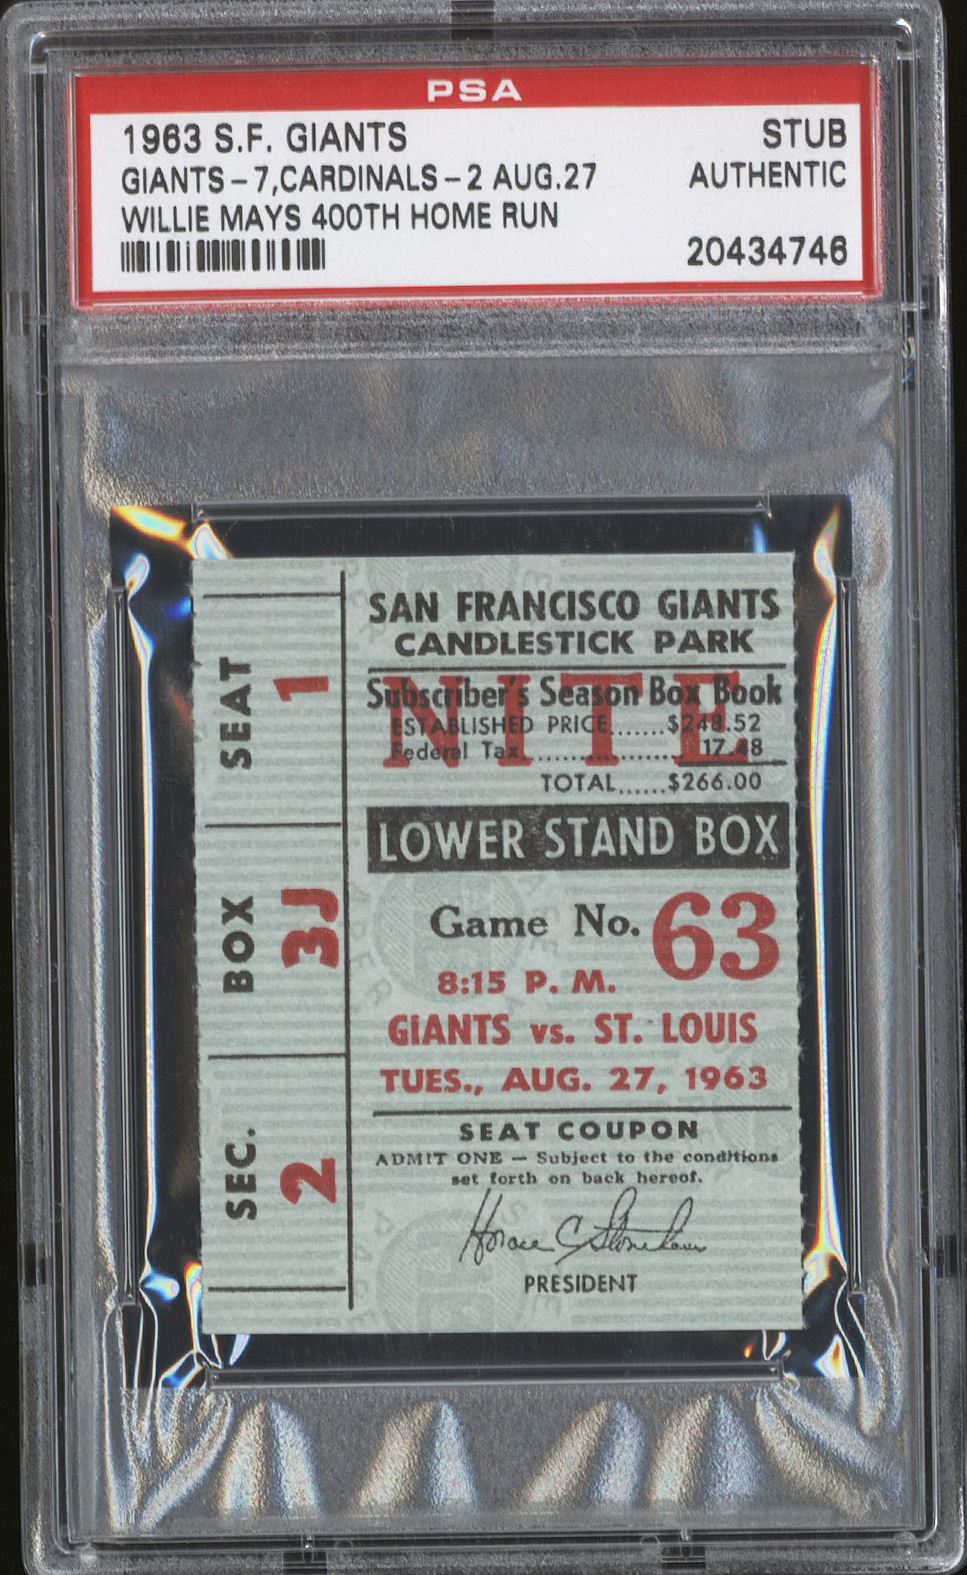 PSA
1963 S.F. GIANTS STUB
GIANTS-7,CARDINALS-2 AUG.27 AUTHENTIC
WILLIE MAYS 400TH HOME RUN
20434746
SAN FRANCISCO GIANTS
CANDLESTICK PARK
NITE
Subscriber's Season Box Book
ESTABLISHED PRICE......$248.52
Federal Tax.................... 17.48
TOTAL......$266.00
LOWER STAND BOX
Game No. 63
8:15 P. M.
GIANTS vs. ST. LOUIS
TUES., AUG. 27, 1963
SEAT COUPON
ADMIT ONE — Subject to the conditions
set forth on back hereof.
Horace C Stoneham
PRESIDENT
SEAT 1
BOX 3J
SEC. 2